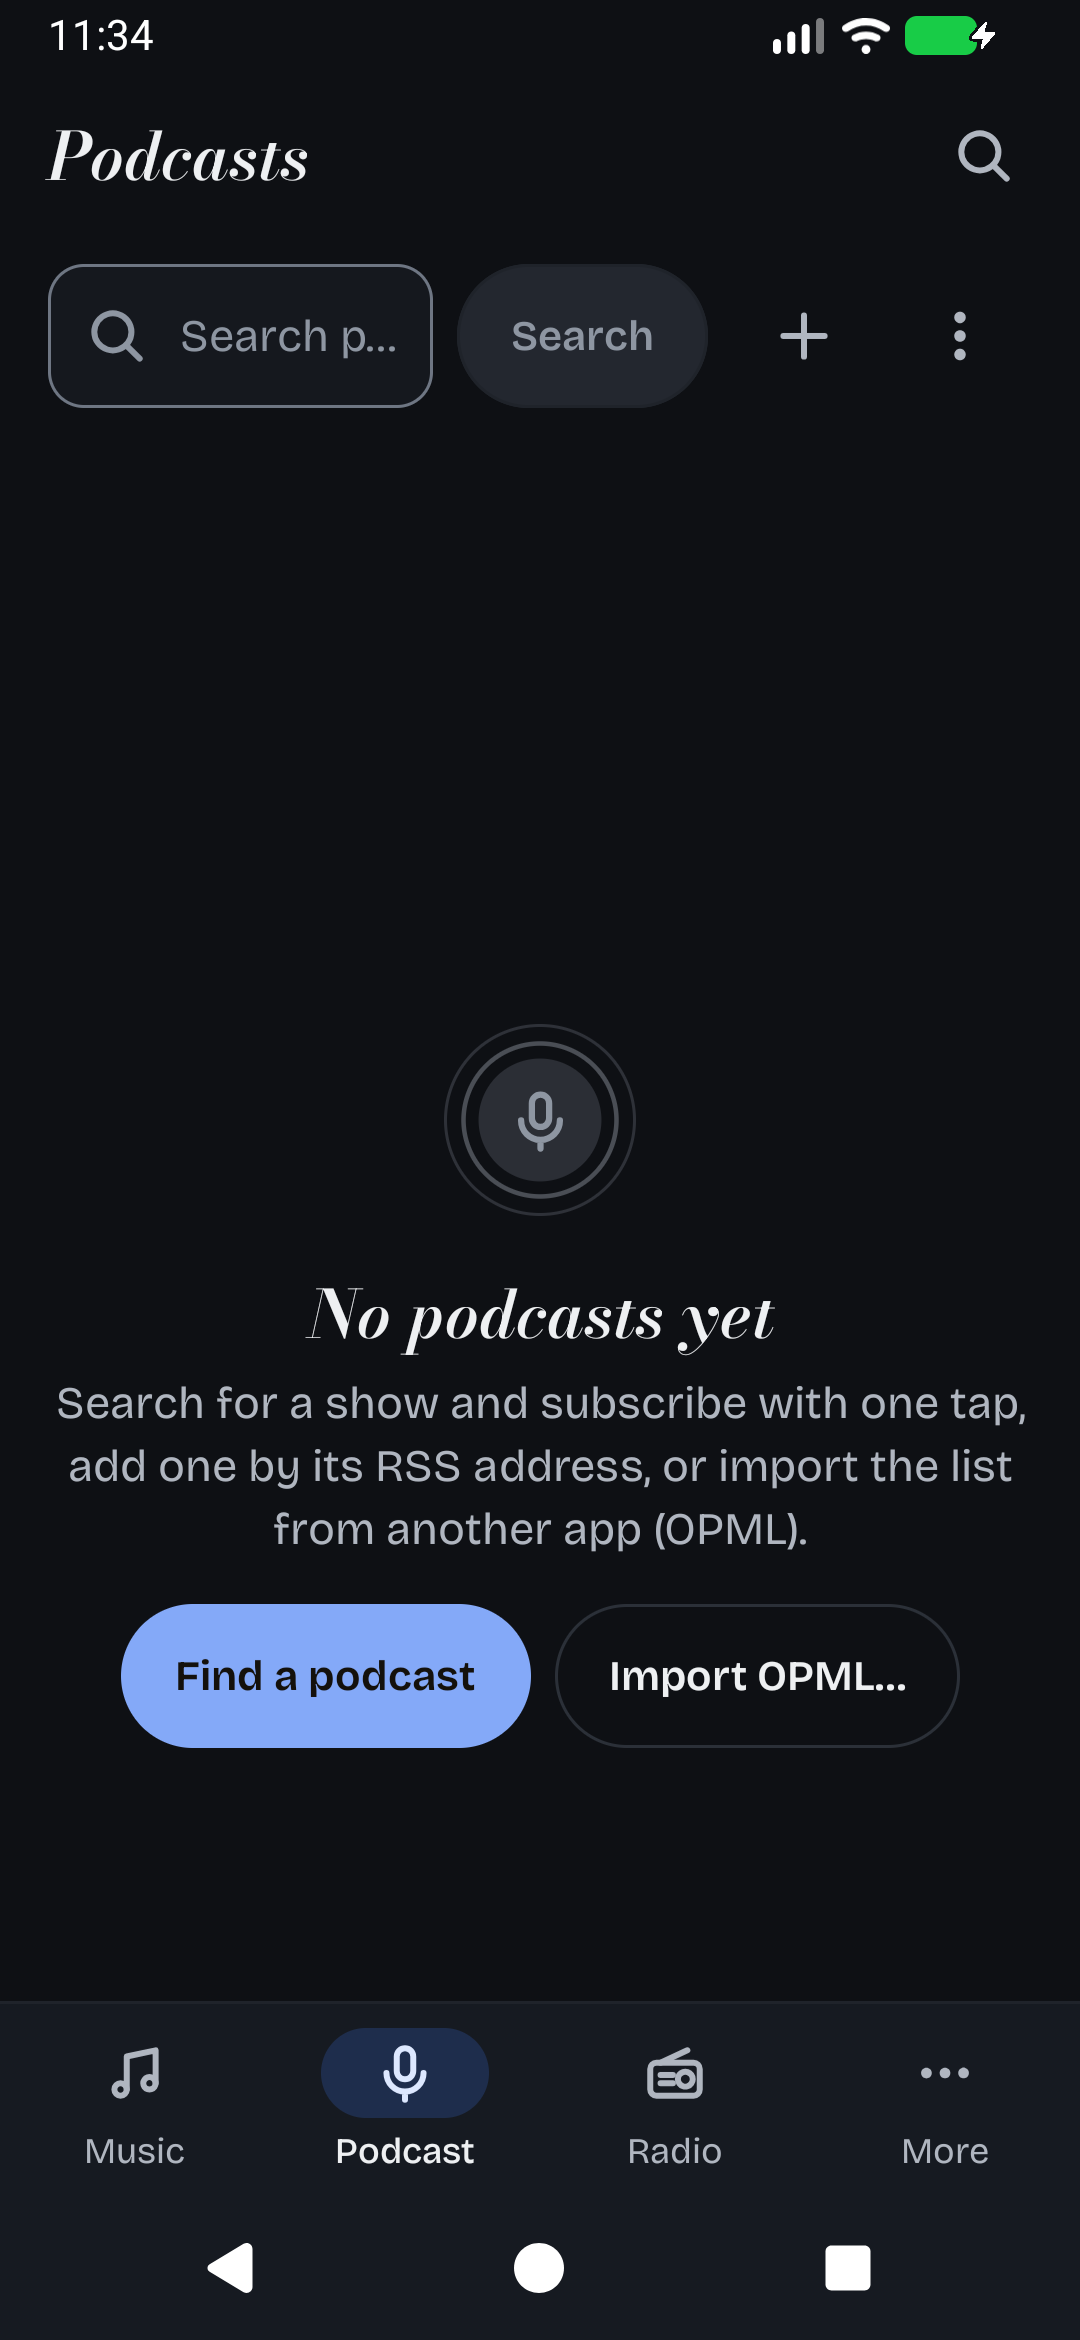 11:34
Podcasts
Search p...
Search
No podcasts yet
Search for a show and subscribe with one tap,
add one by its RSS address, or import the list
from another app (OPML).
Find a podcast
Import OPML...
Music
Podcast
Radio
More